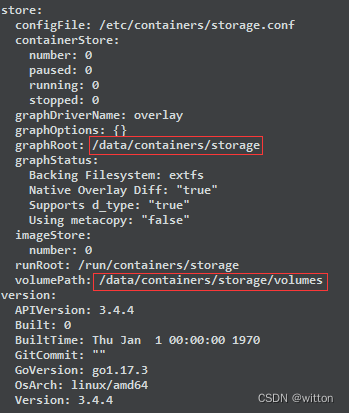 store:
  configFile: /etc/containers/storage.conf
  containerStore:
    number: 0
    paused: 0
    running: 0
    stopped: 0
  graphDriverName: overlay
  graphOptions: {}
  graphRoot: /data/containers/storage
  graphStatus:
    Backing Filesystem: extfs
    Native Overlay Diff: "true"
    Supports d_type: "true"
    Using metacopy: "false"
  imageStore:
    number: 0
  runRoot: /run/containers/storage
  volumePath: /data/containers/storage/volumes
version:
  APIVersion: 3.4.4
  Built: 0
  BuiltTime: Thu Jan  1 00:00:00 1970
  GitCommit: ""
  GoVersion: go1.17.3
  OsArch: linux/amd64
  Version: 3.4.4
CSDN @witton